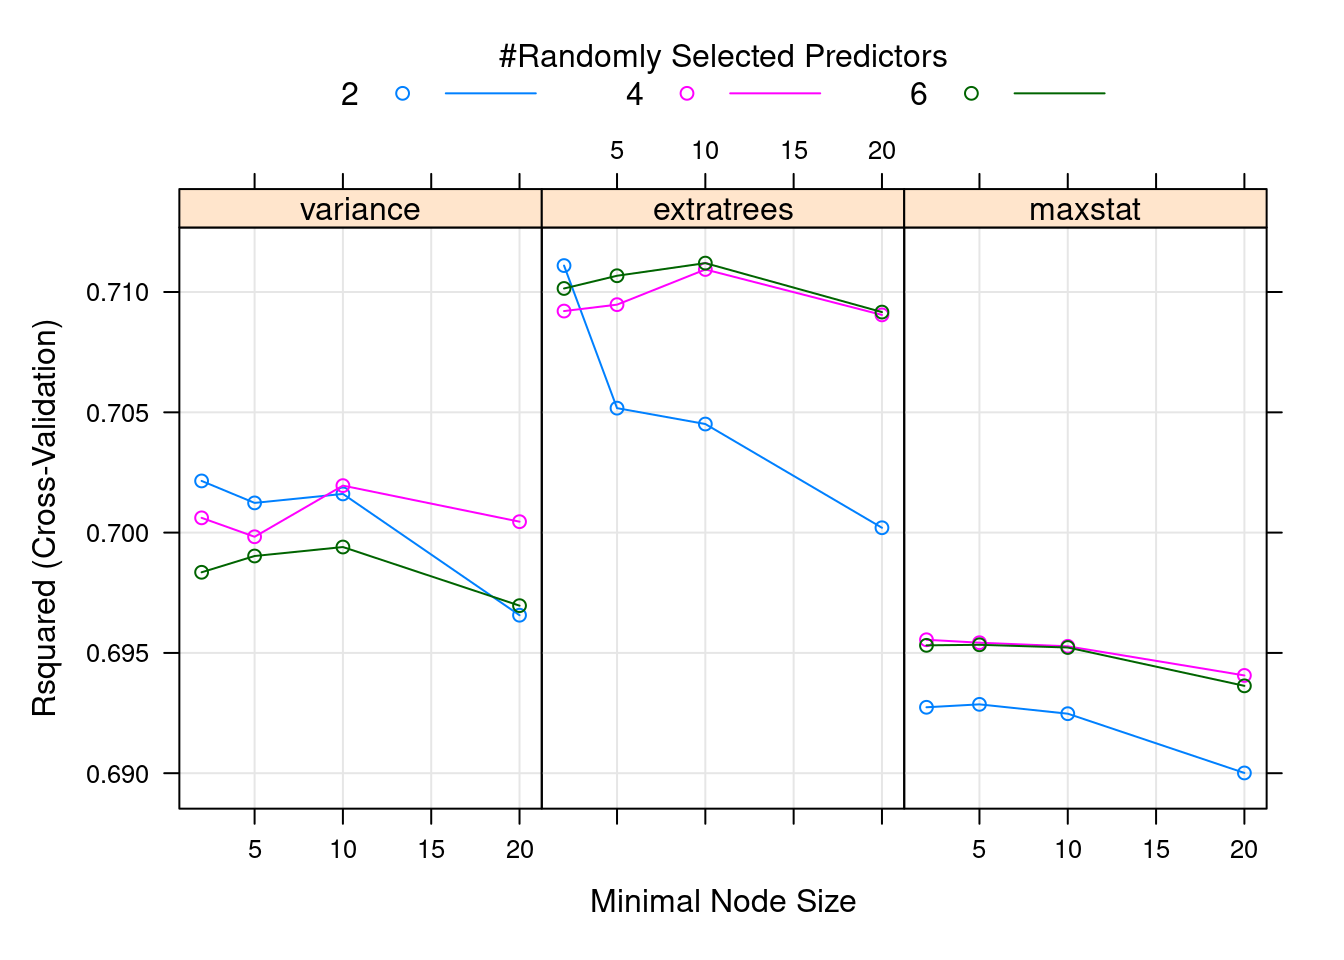 #Randomly Selected Predictors
2 4 6
5 10 15 20
variance extratrees maxstat
0.710
0.705
0.700
0.695
0.690
Rsquared (Cross-Validation)
5 10 15 20 5 10 15 20
Minimal Node Size